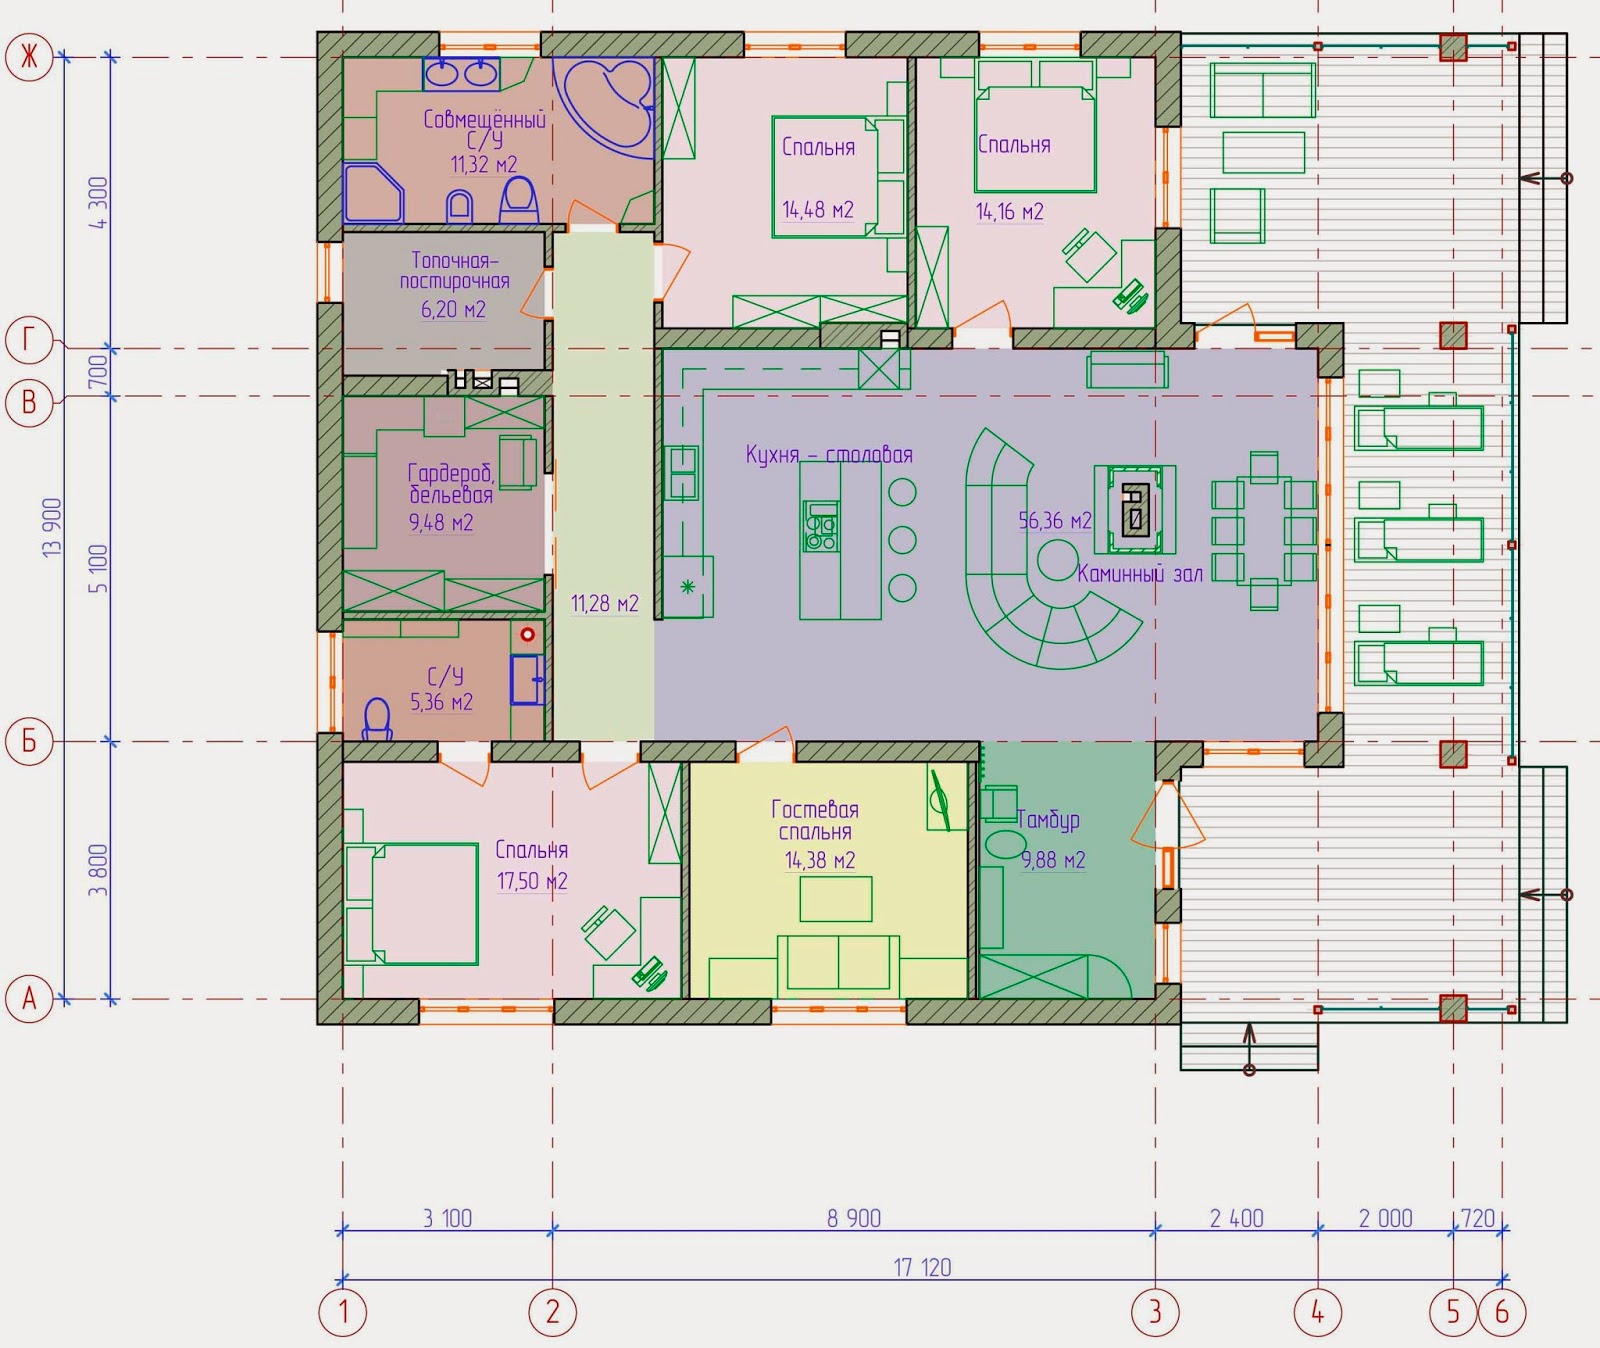 Ж
Г
В
Б
А
4 300
700
5 100
3 800
13 900
Совмещённый
С/У
11,32 м2
Спальня
14,48 м2
Спальня
14,16 м2
Топочная-
постирочная
6,20 м2
Гардероб,
бельевая
9,48 м2
11,28 м2
Кухня - столовая
56,36 м2
Каминный зал
С/У
5,36 м2
Спальня
17,50 м2
Гостевая
спальня
14,38 м2
Тамбур
9,88 м2
3 100
8 900
2 400
2 000
720
17 120
1
2
3
4
5
6